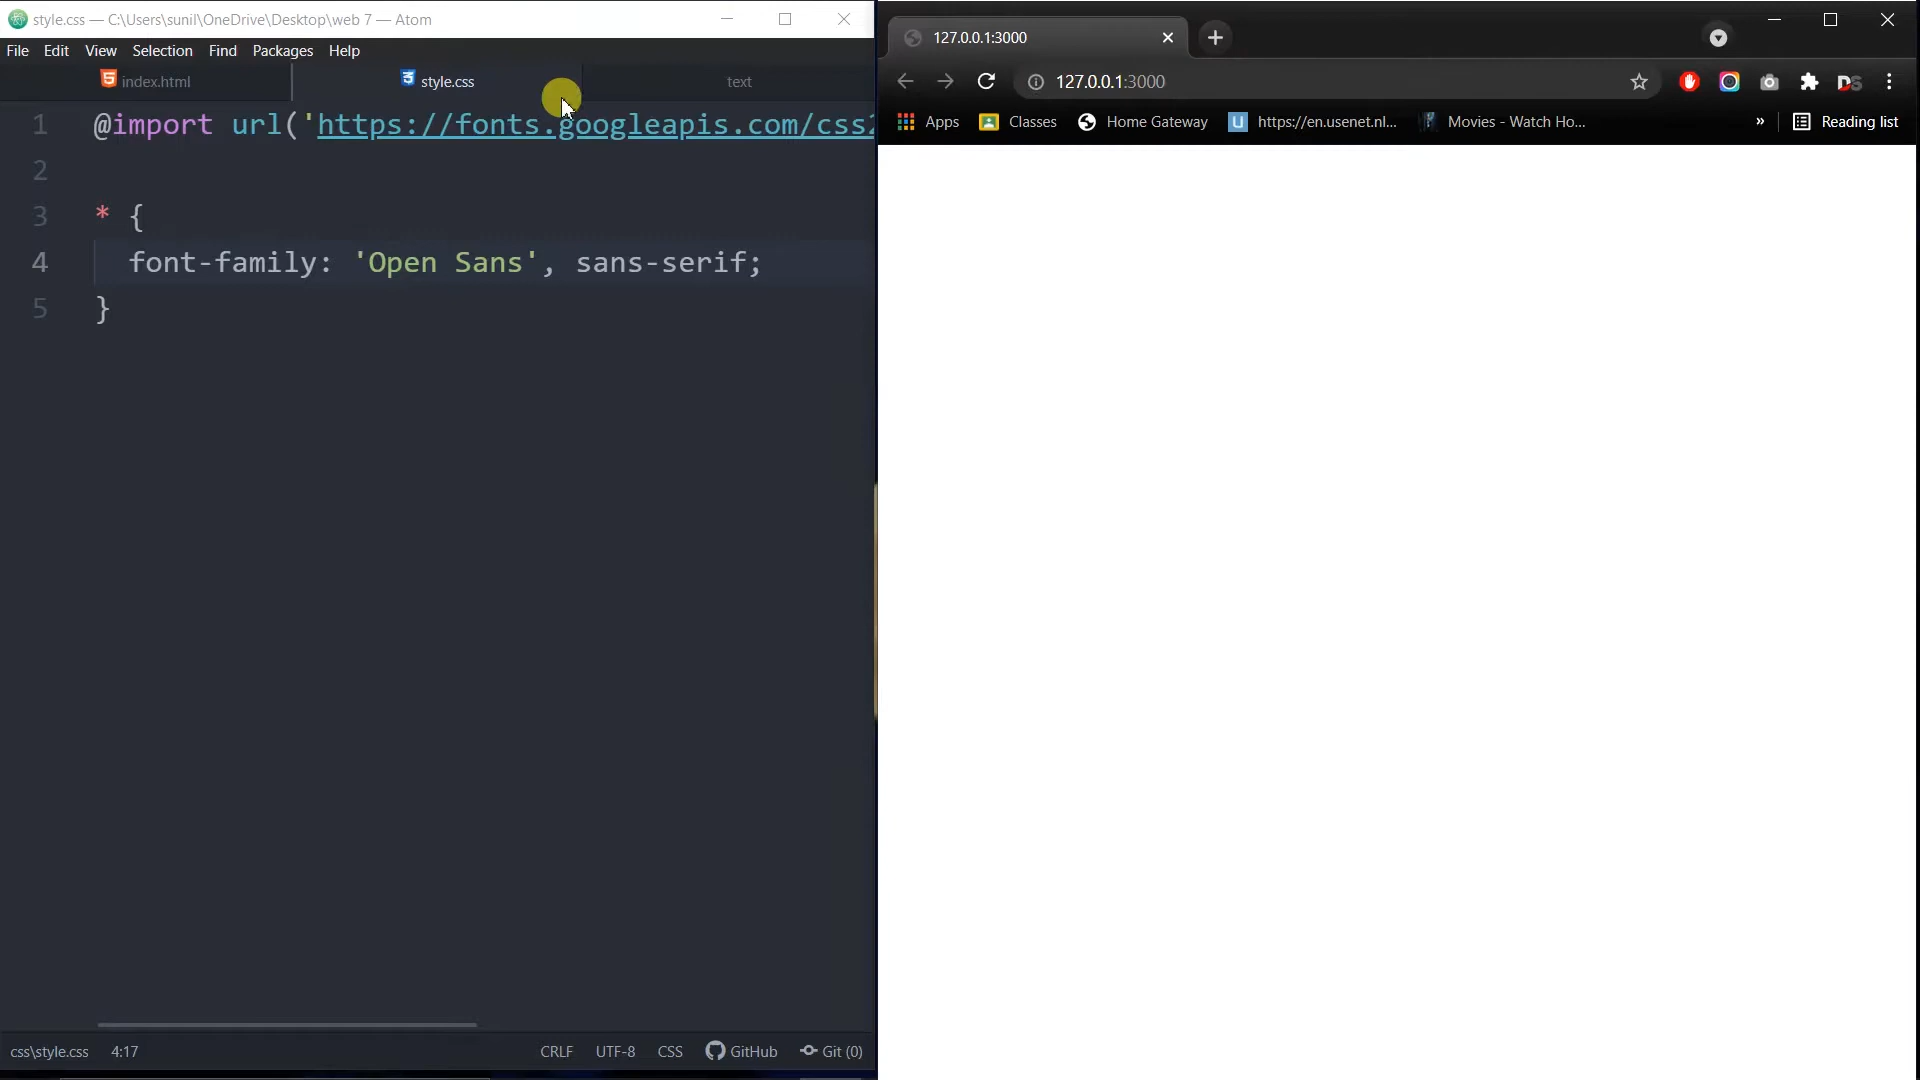 style.css — C:\Users\sunil\OneDrive\Desktop\web 7 — Atom
File Edit View Selection Find Packages Help
index.html style.css text
1 @import url('https://fonts.googleapis.com/css2
2
3 * {
4 font-family: 'Open Sans', sans-serif;
5 }
css\style.css 4:17 CRLF UTF-8 CSS GitHub Git (0)
127.0.0.1:3000
127.0.0.1:3000
Apps Classes Home Gateway U https://en.usenet.nl... Movies - Watch Ho... » Reading list